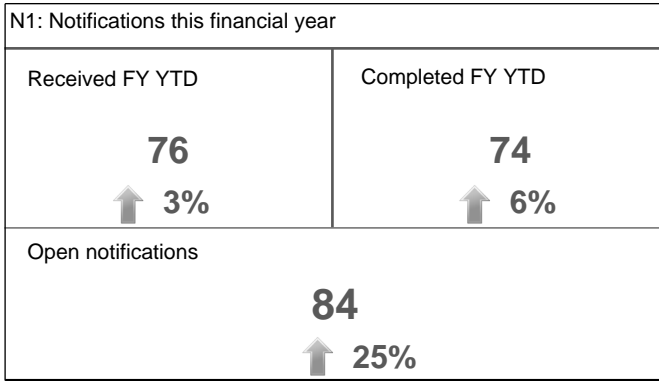 N1: Notifications this financial year
Received FY YTD
76
3%
Completed FY YTD
74
6%
Open notifications
84
25%